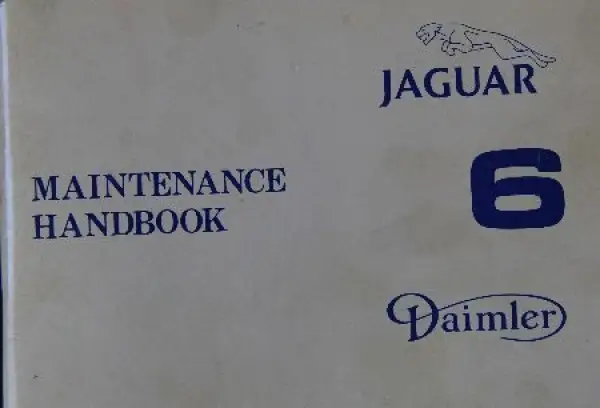 JAGUAR
6
MAINTENANCE
HANDBOOK
Daimler